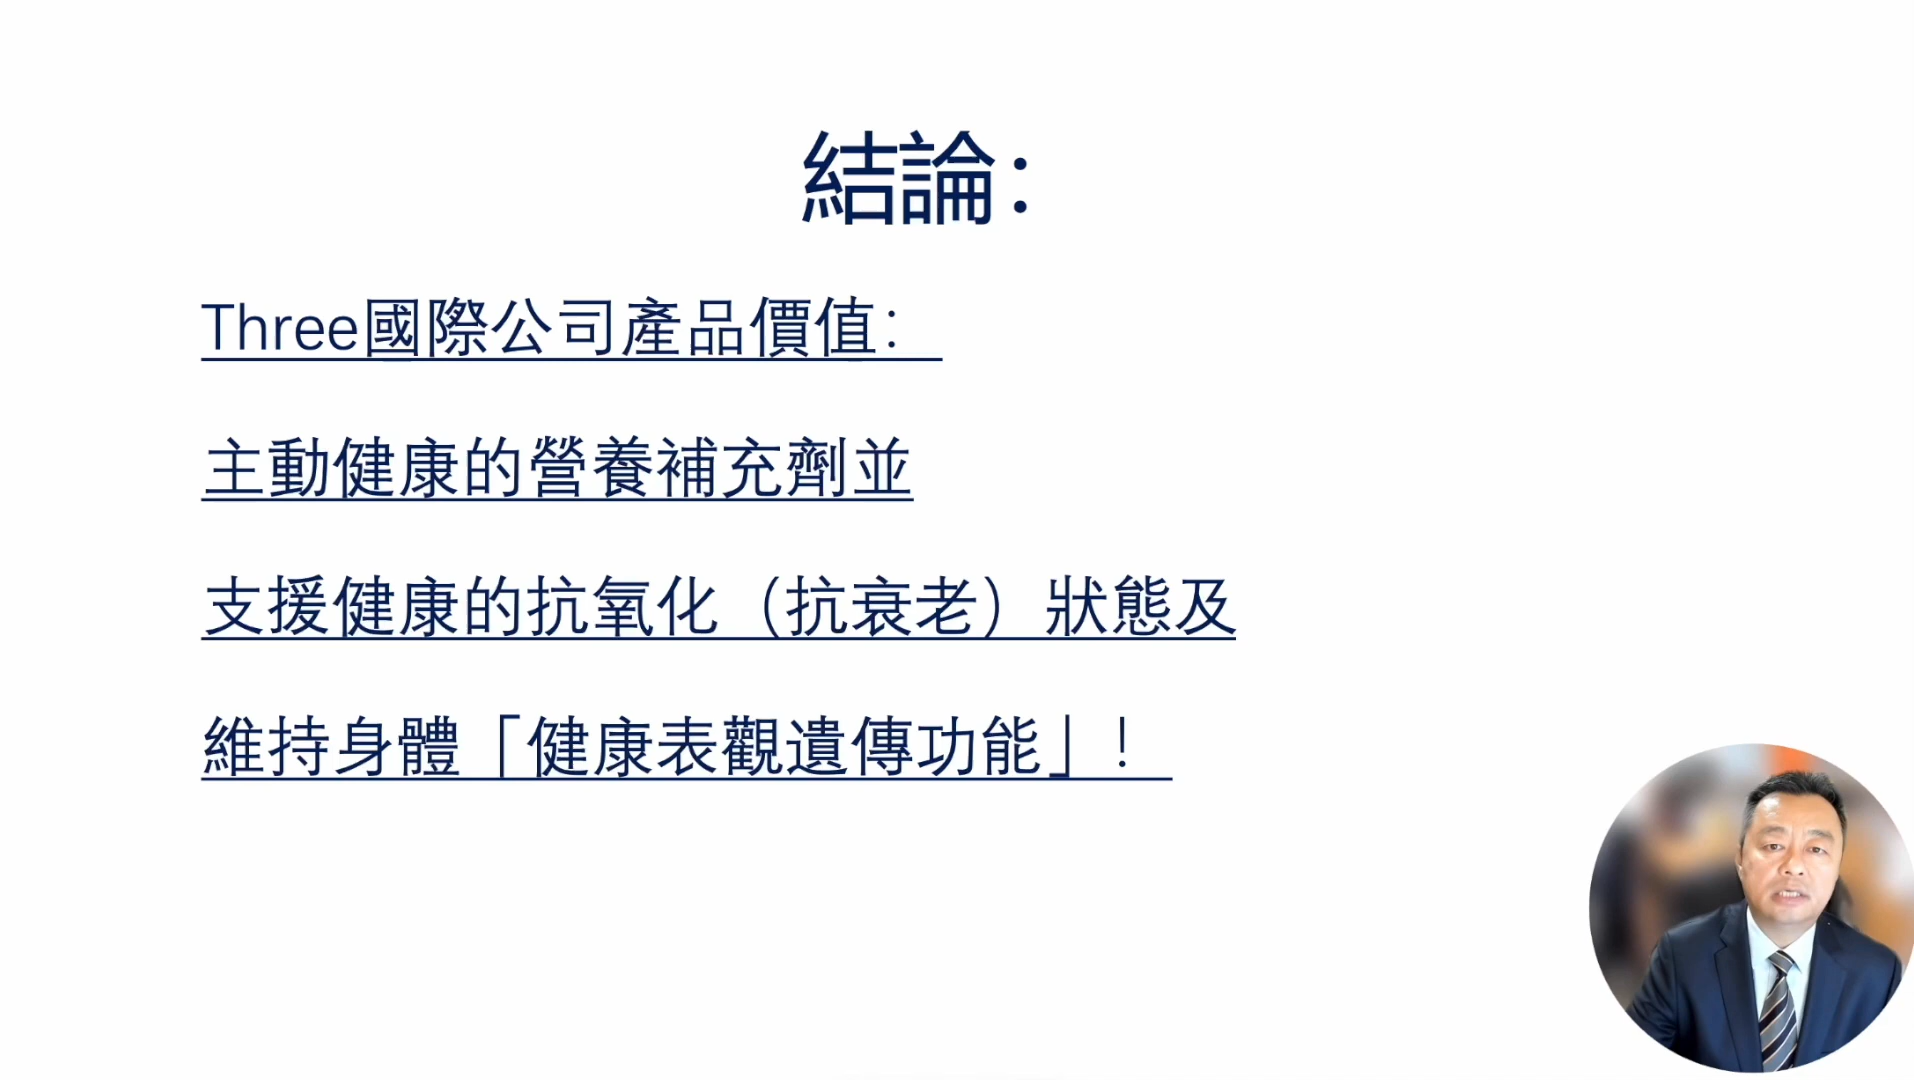 結論：
Three國際公司產品價值：
主動健康的營養補充劑並
支援健康的抗氧化（抗衰老）狀態及
維持身體「健康表觀遺傳功能」！